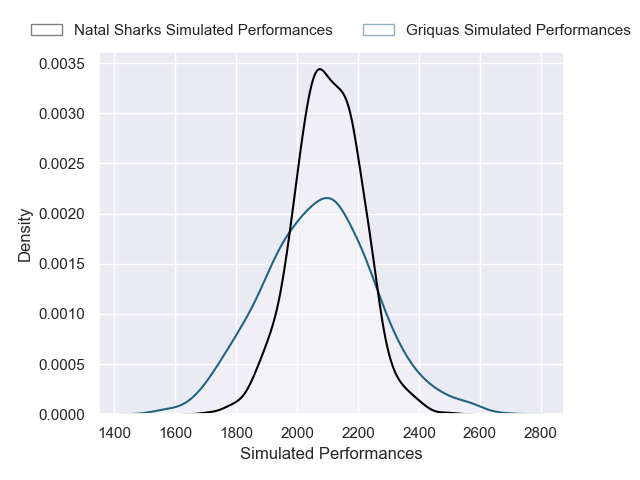 Natal Sharks Simulated Performances Griquas Simulated Performances
0.0035
0.0030
0.0025
0.0020
0.0015
0.0010
0.0005
0.0000
Density
1400 1600 1800 2000 2200 2400 2600 2800
Simulated Performances